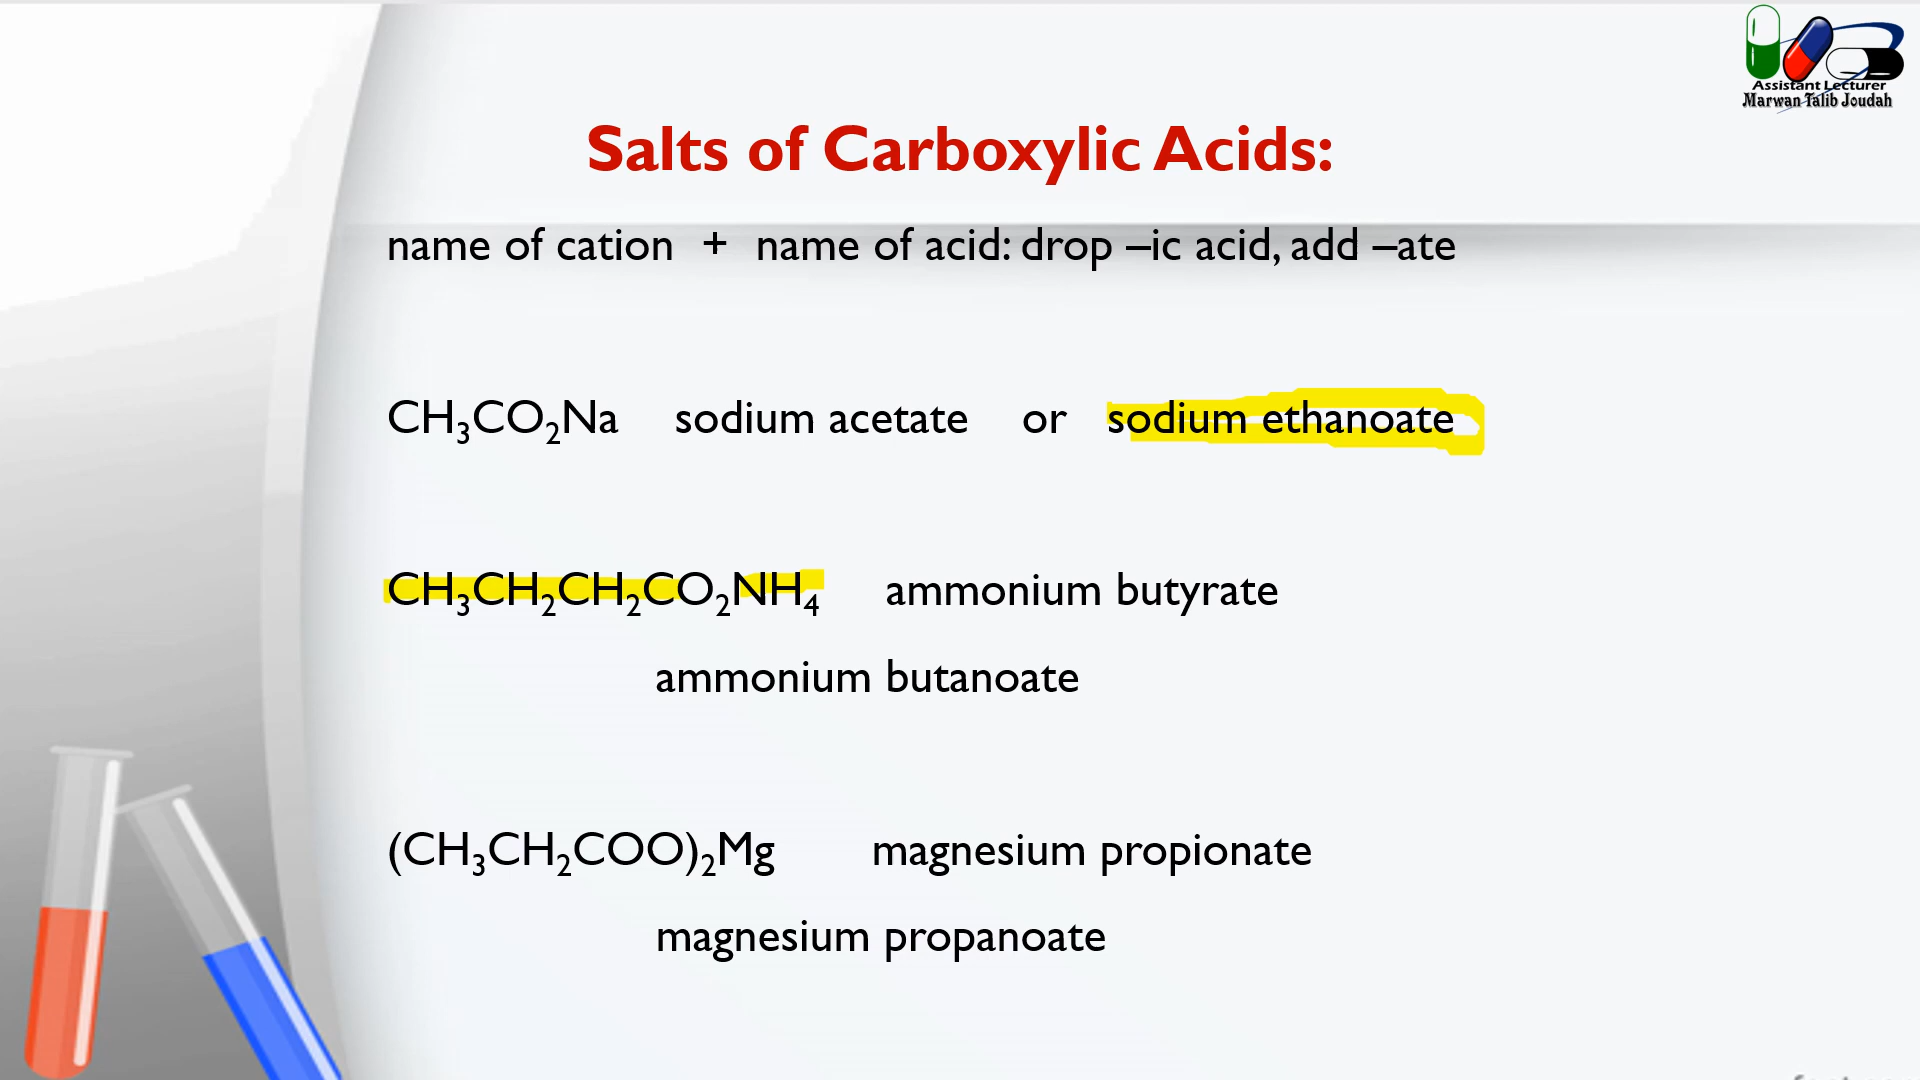 Assistant Lecturer
Marwan Talib Joudah
Salts of Carboxylic Acids:
name of cation + name of acid: drop –ic acid, add –ate
CH₃CO₂Na sodium acetate or sodium ethanoate
CH₃CH₂CH₂CO₂NH₄ ammonium butyrate
ammonium butanoate
(CH₃CH₂COO)₂Mg magnesium propionate
magnesium propanoate